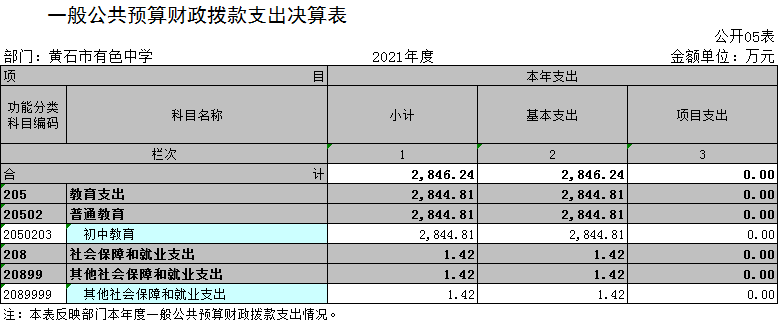 一般公共预算财政拨款支出决算表
公开05表
部门：黄石市有色中学 2021年度 金额单位：万元
项 目 本年支出
功能分类科目编码 科目名称 小计 基本支出 项目支出
栏次 1 2 3
合 计 2,846.24 2,846.24 0.00
205 教育支出 2,844.81 2,844.81 0.00
20502 普通教育 2,844.81 2,844.81 0.00
2050203 初中教育 2,844.81 2,844.81 0.00
208 社会保障和就业支出 1.42 1.42 0.00
20899 其他社会保障和就业支出 1.42 1.42 0.00
2089999 其他社会保障和就业支出 1.42 1.42 0.00
注：本表反映部门本年度一般公共预算财政拨款支出情况。